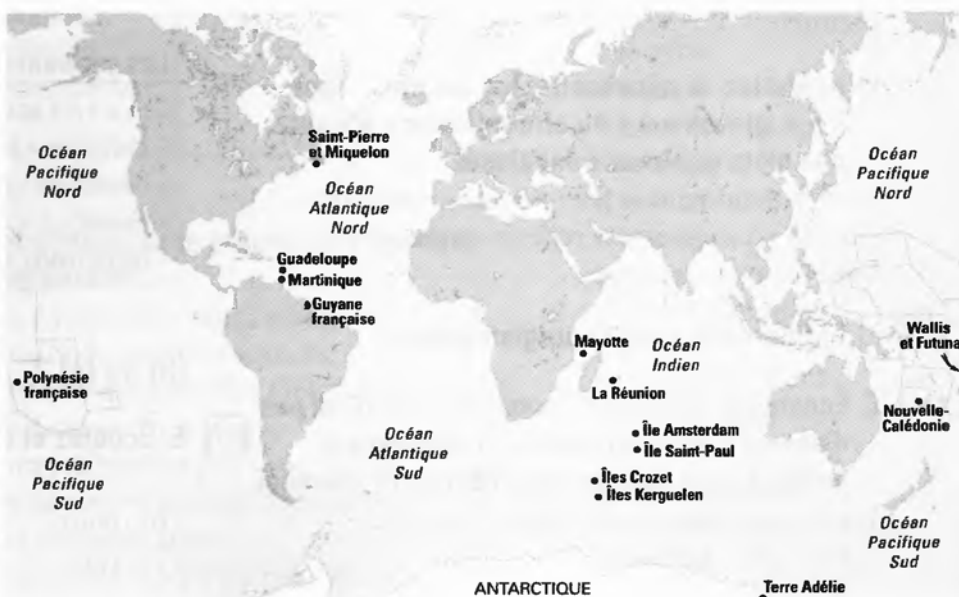 Océan
Pacifique
Nord
Saint-Pierre
et Miquelon
Océan
Atlantique
Nord
Océan
Pacifique
Nord
Guadeloupe
Martinique
Guyane
française
Mayotte
Océan
Indien
La Réunion
Wallis
et Futuna
Polynésie
française
Nouvelle-
Calédonie
Île Amsterdam
Île Saint-Paul
Océan
Atlantique
Sud
Îles Crozet
Îles Kerguelen
Océan
Pacifique
Sud
Océan
Pacifique
Sud
ANTARCTIQUE
Terre Adélie